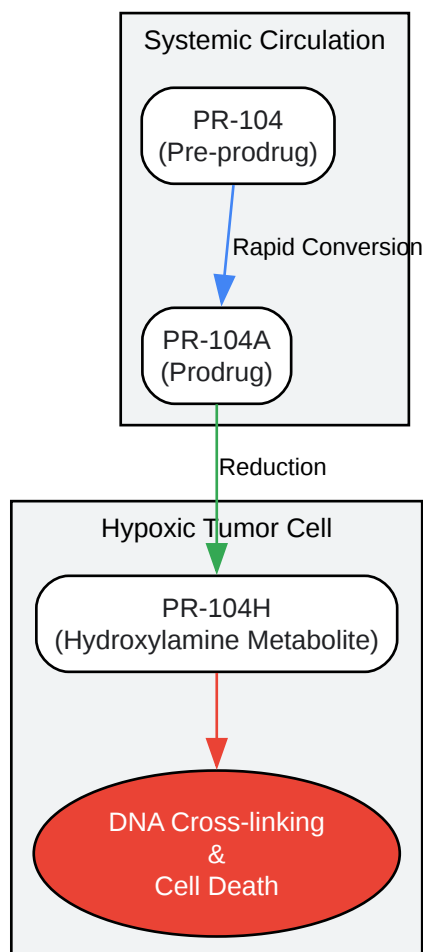 Systemic Circulation
PR-104
(Pre-prodrug)
Rapid Conversion
PR-104A
(Prodrug)
Reduction
Hypoxic Tumor Cell
PR-104H
(Hydroxylamine Metabolite)
DNA Cross-linking
&
Cell Death